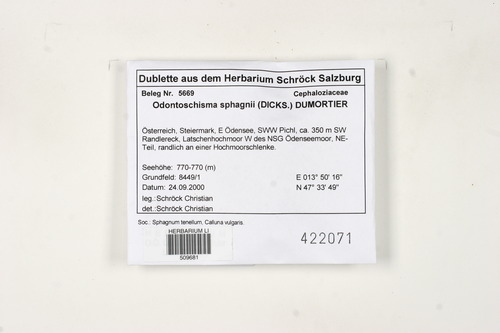 Dublette aus dem Herbarium Schröck Salzburg
Beleg Nr. 5669 Cephaloziaceae
Odontoschisma sphagnii (DICKS.) DUMORTIER
Österreich, Steiermark, E Ödensee, SWW Pichl, ca. 350 m SW
Randlereck, Latschenhochmoor W des NSG Ödenseemoor, NE-
Teil, randlich an einer Hochmoorschlenke.
Seehöhe: 770-770 (m)
Grundfeld: 8449/1 E 013° 50' 16"
Datum: 24.09.2000 N 47° 33' 49"
leg.: Schröck Christian
det.: Schröck Christian
Soc.: Sphagnum tenellum, Calluna vulgaris.
HERBARIUM LI
509681
422071